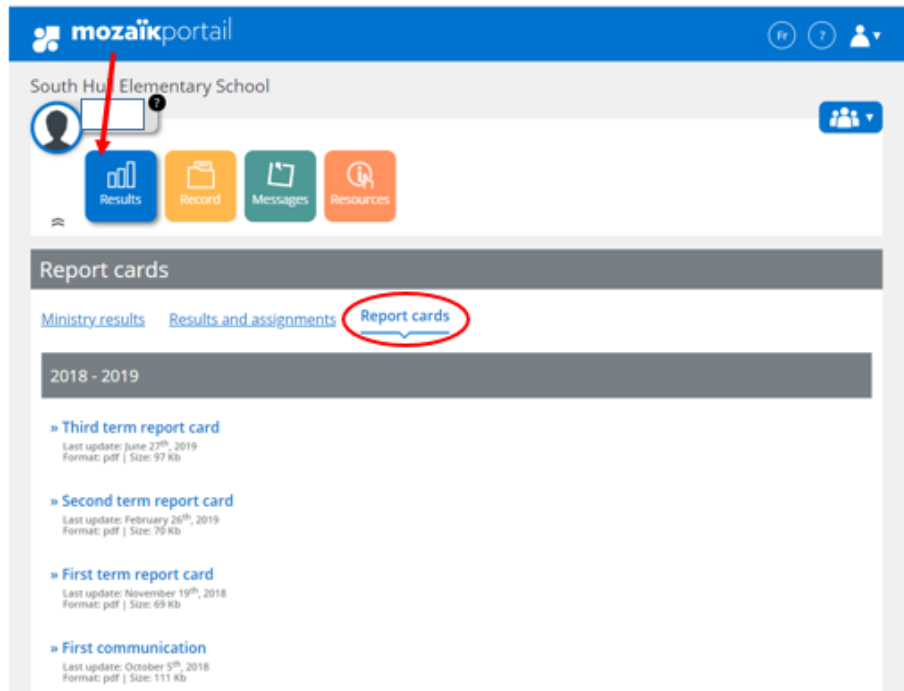 mozaïkportail
Fr ?
South Hull Elementary School
?
Results Record Messages Resources
Report cards
Ministry results Results and assignments Report cards
2018 - 2019
» Third term report card
Last update: June 27th, 2019
Format: pdf | Size: 97 Kb
» Second term report card
Last update: February 26th, 2019
Format: pdf | Size: 70 Kb
» First term report card
Last update: November 19th, 2018
Format: pdf | Size: 69 Kb
» First communication
Last update: October 5th, 2018
Format: pdf | Size: 111 Kb